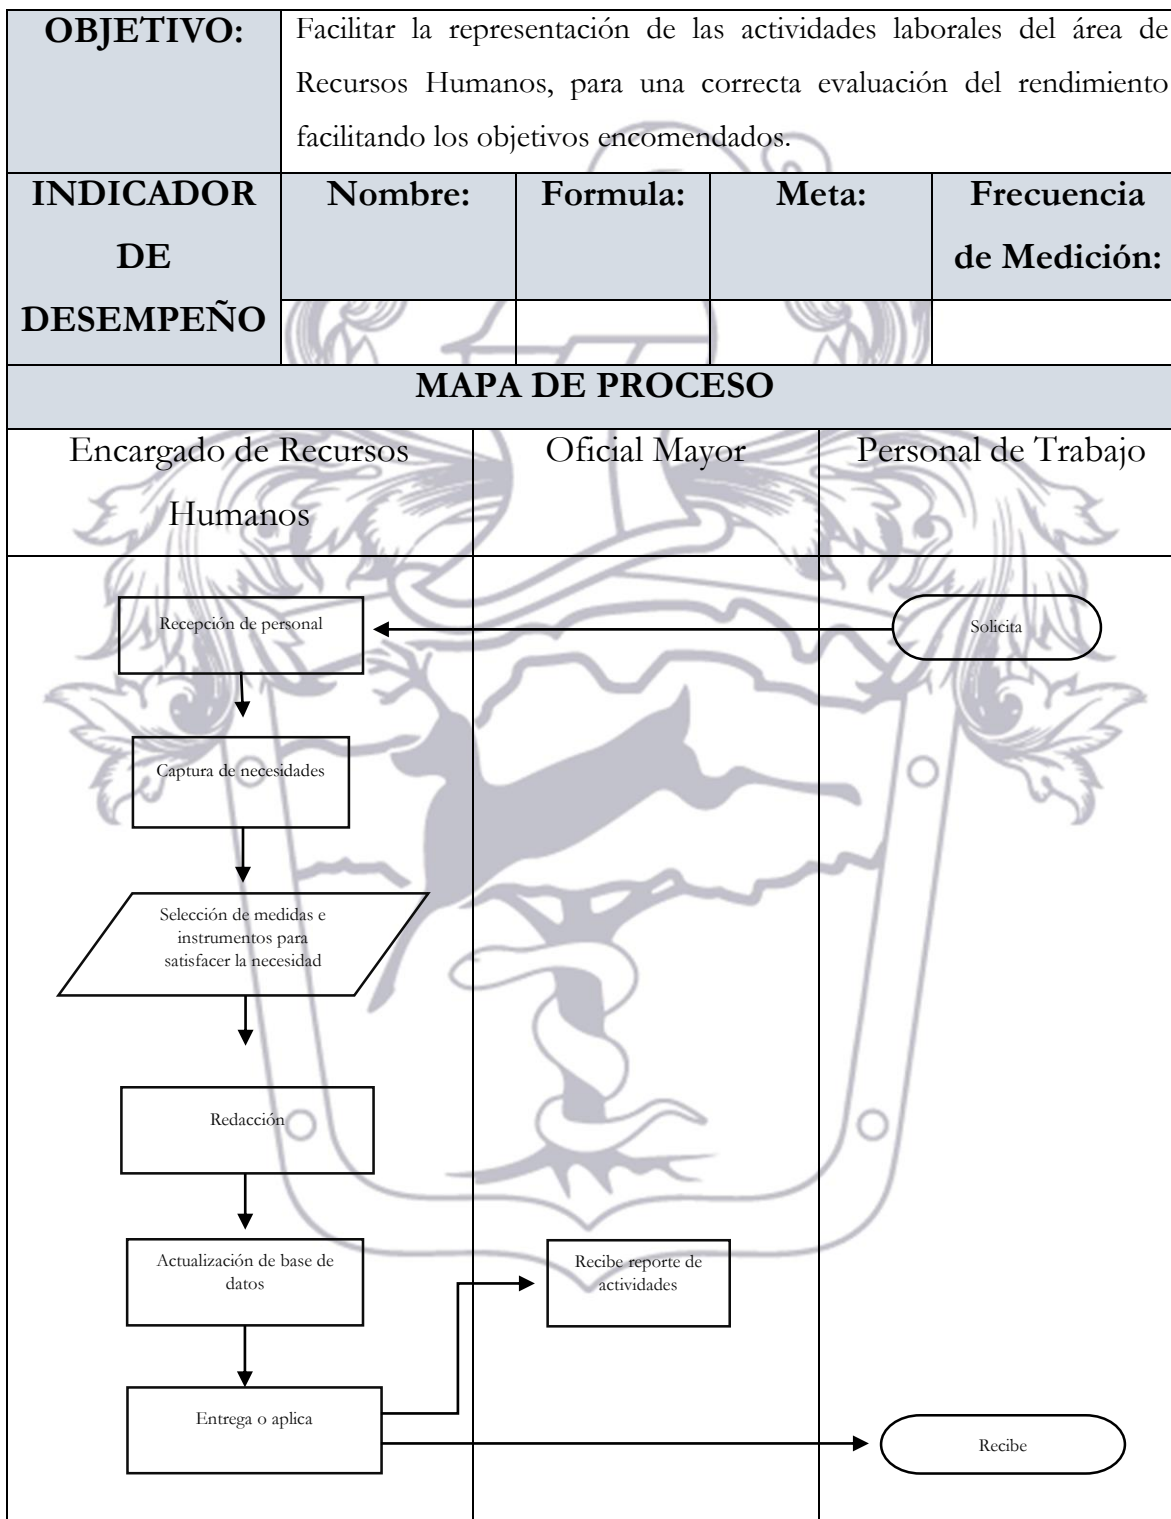 OBJETIVO:
Facilitar la representación de las actividades laborales del área de
Recursos Humanos, para una correcta evaluación del rendimiento
facilitando los objetivos encomendados.
INDICADOR
DE
DESEMPEÑO
Nombre:
Formula:
Meta:
Frecuencia
de Medición:
MAPA DE PROCESO
Encargado de Recursos
Humanos
Oficial Mayor
Personal de Trabajo
Recepción de personal
Solicita
Captura de necesidades
Selección de medidas e
instrumentos para
satisfacer la necesidad
Redacción
Actualización de base de
datos
Recibe reporte de
actividades
Entrega o aplica
Recibe